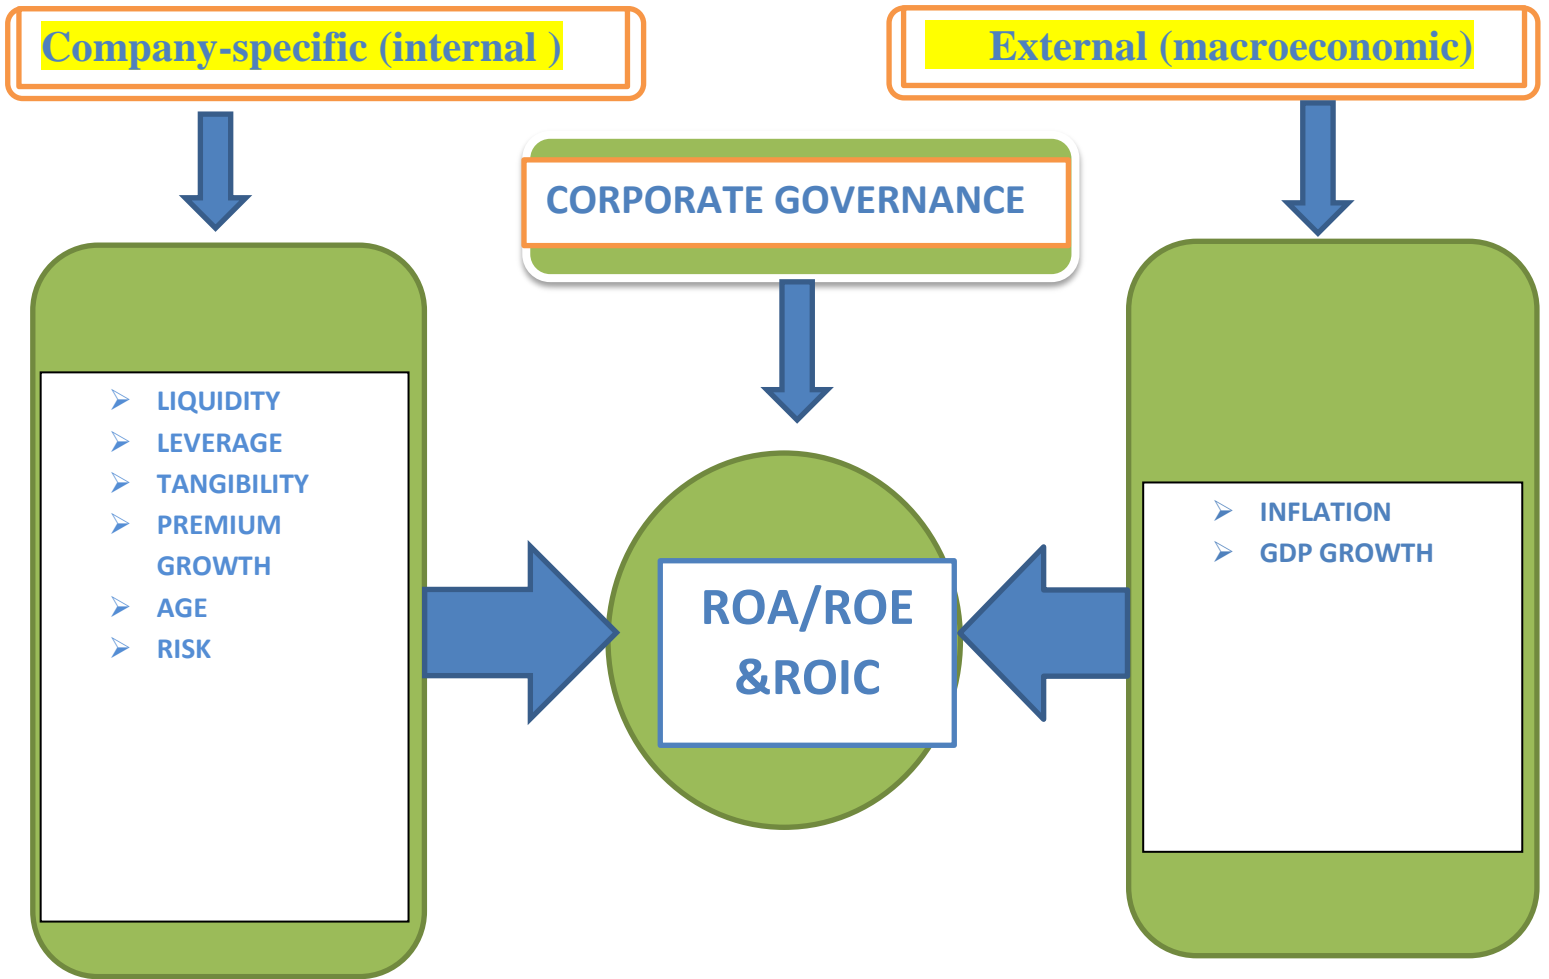 Company-specific (internal )
External (macroeconomic)
CORPORATE GOVERNANCE
➢ LIQUIDITY
➢ LEVERAGE
➢ TANGIBILITY
➢ PREMIUM
GROWTH
➢ AGE
➢ RISK
ROA/ROE
&ROIC
➢ INFLATION
➢ GDP GROWTH